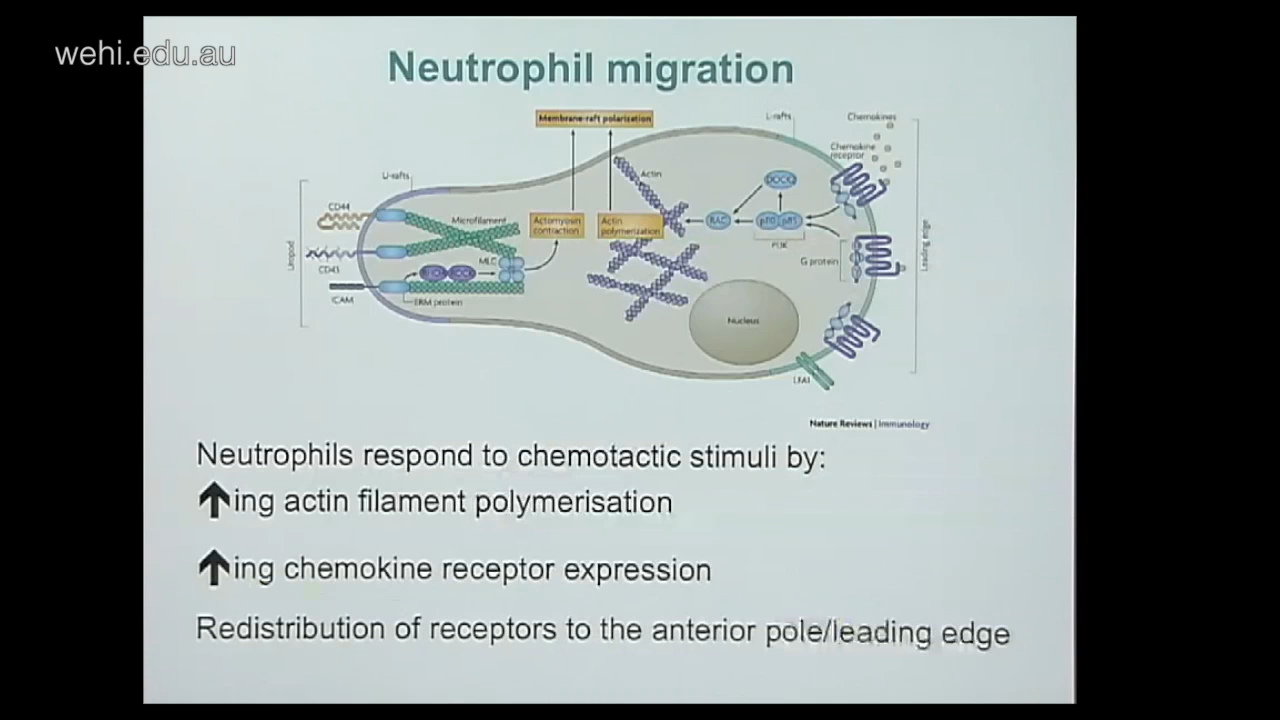 wehi.edu.au
Neutrophil migration
Membrane-raft polarization
L-rafts
Chemokines
Chemokine
receptor
U-rafts
Actin
CD44
Microfilament
Actomyosin
contraction
Actin
polymerization
RAC
p110
p85
PI3K
Uropod
Leading edge
CD43
MLC
G protein
ICAM
ERM protein
Nucleus
LFA1
Nature Reviews | Immunology
Neutrophils respond to chemotactic stimuli by:
ing actin filament polymerisation
ing chemokine receptor expression
Redistribution of receptors to the anterior pole/leading edge